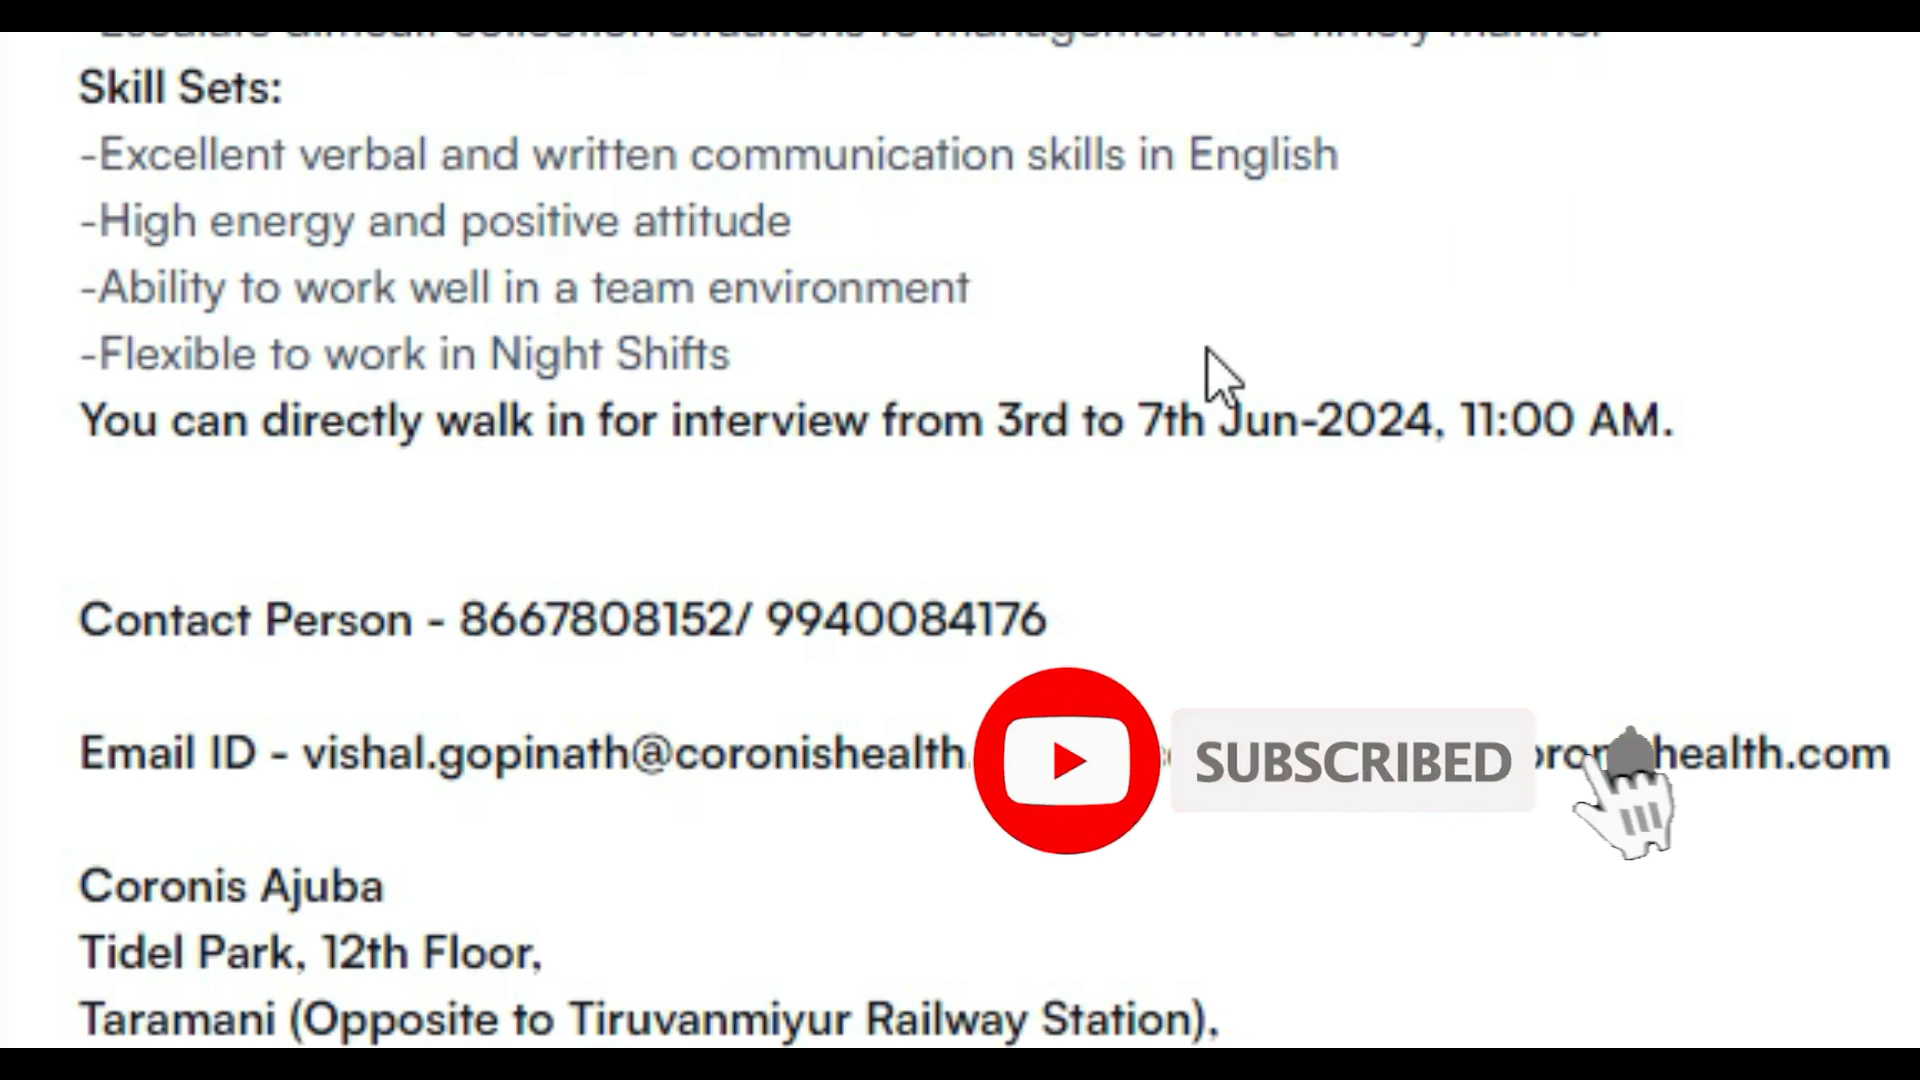 Skill Sets:
-Excellent verbal and written communication skills in English
-High energy and positive attitude
-Ability to work well in a team environment
-Flexible to work in Night Shifts
You can directly walk in for interview from 3rd to 7th Jun-2024, 11:00 AM.
Contact Person - 8667808152/ 9940084176
Email ID - vishal.gopinath@coronishealth. SUBSCRIBED health.com
Coronis Ajuba
Tidel Park, 12th Floor,
Taramani (Opposite to Tiruvanmiyur Railway Station),